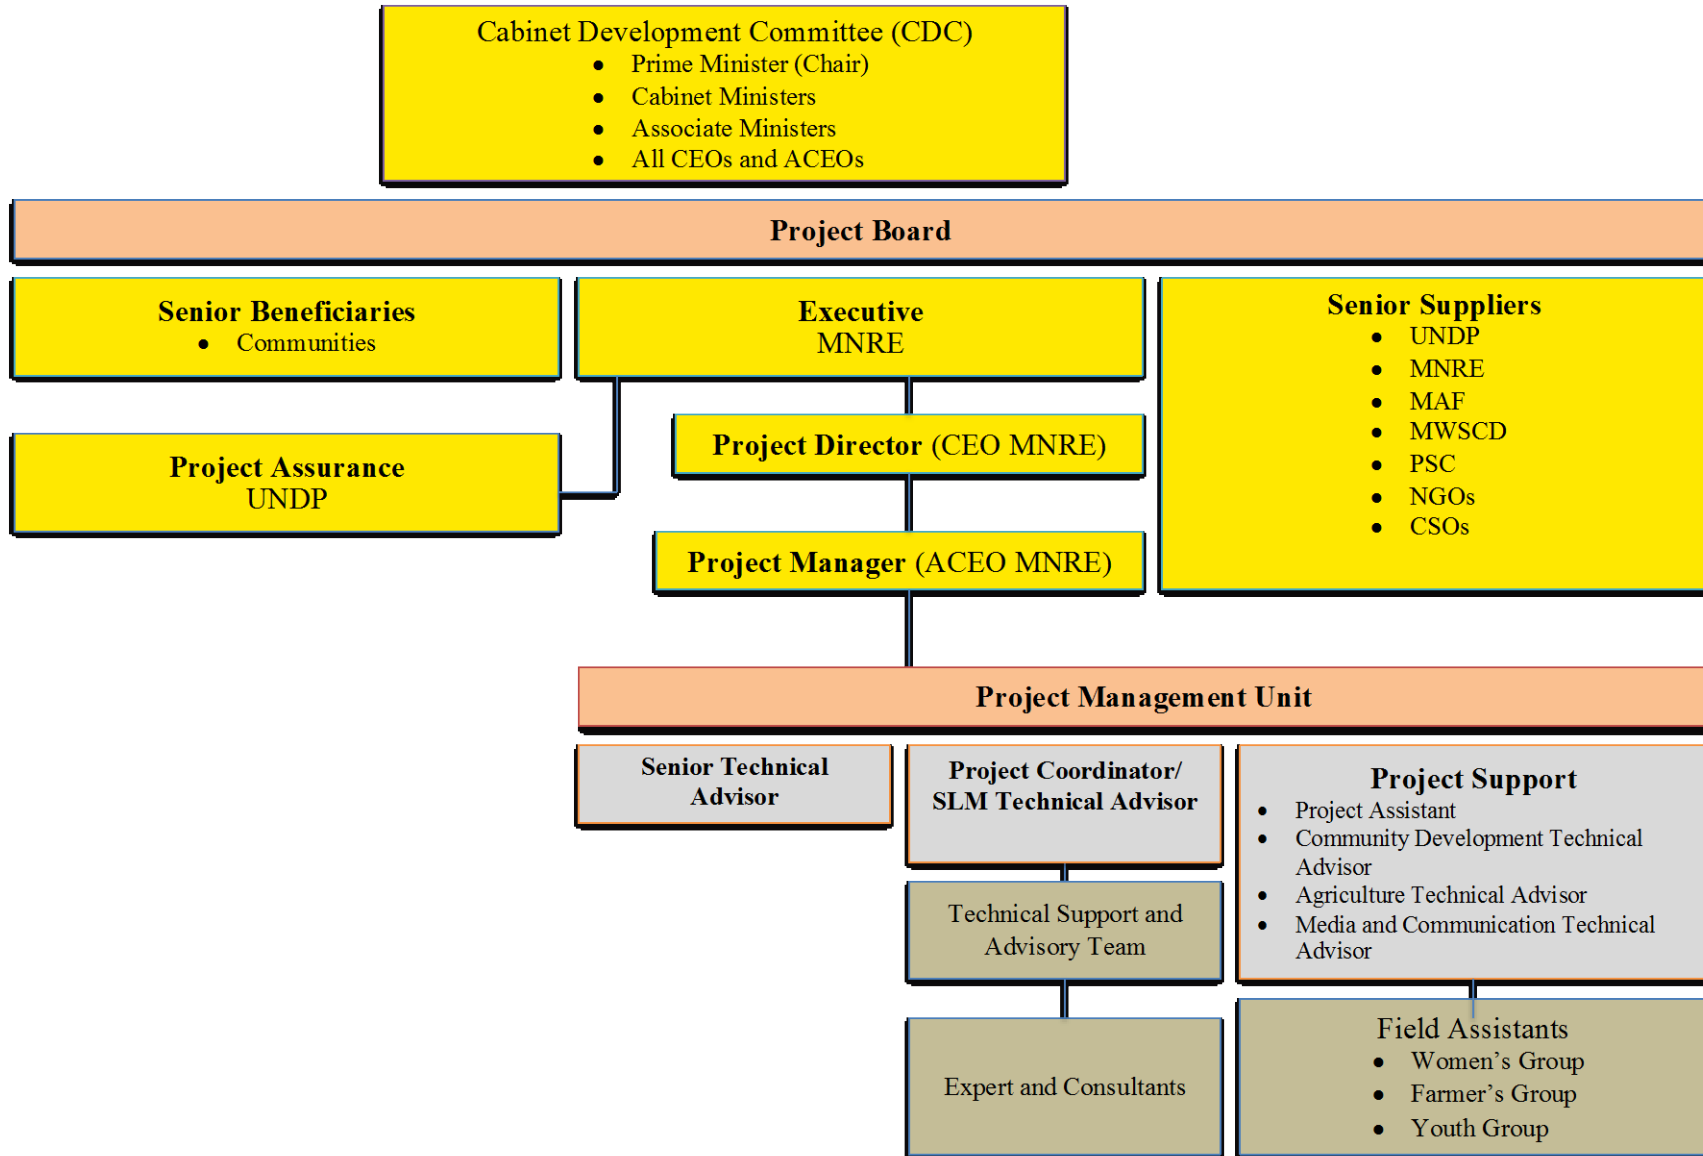 Cabinet Development Committee (CDC)
• Prime Minister (Chair)
• Cabinet Ministers
• Associate Ministers
• All CEOs and ACEOs
Project Board
Senior Beneficiaries
• Communities
Executive
MNRE
Senior Suppliers
• UNDP
• MNRE
• MAF
• MWSCD
• PSC
• NGOs
• CSOs
Project Assurance
UNDP
Project Director (CEO MNRE)
Project Manager (ACEO MNRE)
Project Management Unit
Senior Technical
Advisor
Project Coordinator/
SLM Technical Advisor
Project Support
• Project Assistant
• Community Development Technical
Advisor
• Agriculture Technical Advisor
• Media and Communication Technical
Advisor
Technical Support and
Advisory Team
Expert and Consultants
Field Assistants
• Women’s Group
• Farmer’s Group
• Youth Group